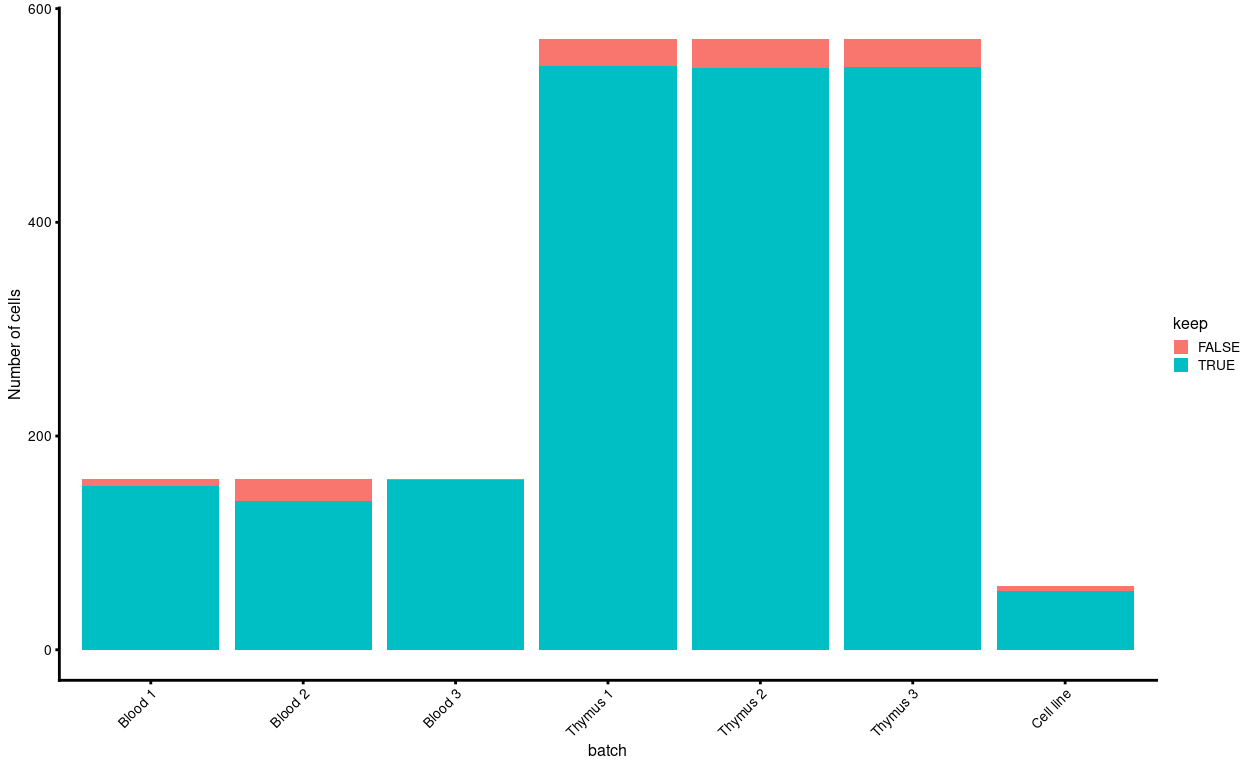 600
400
200
0
Number of cells
Blood 1
Blood 2
Blood 3
Thymus 1
Thymus 2
Thymus 3
Cell line
batch
keep
FALSE
TRUE